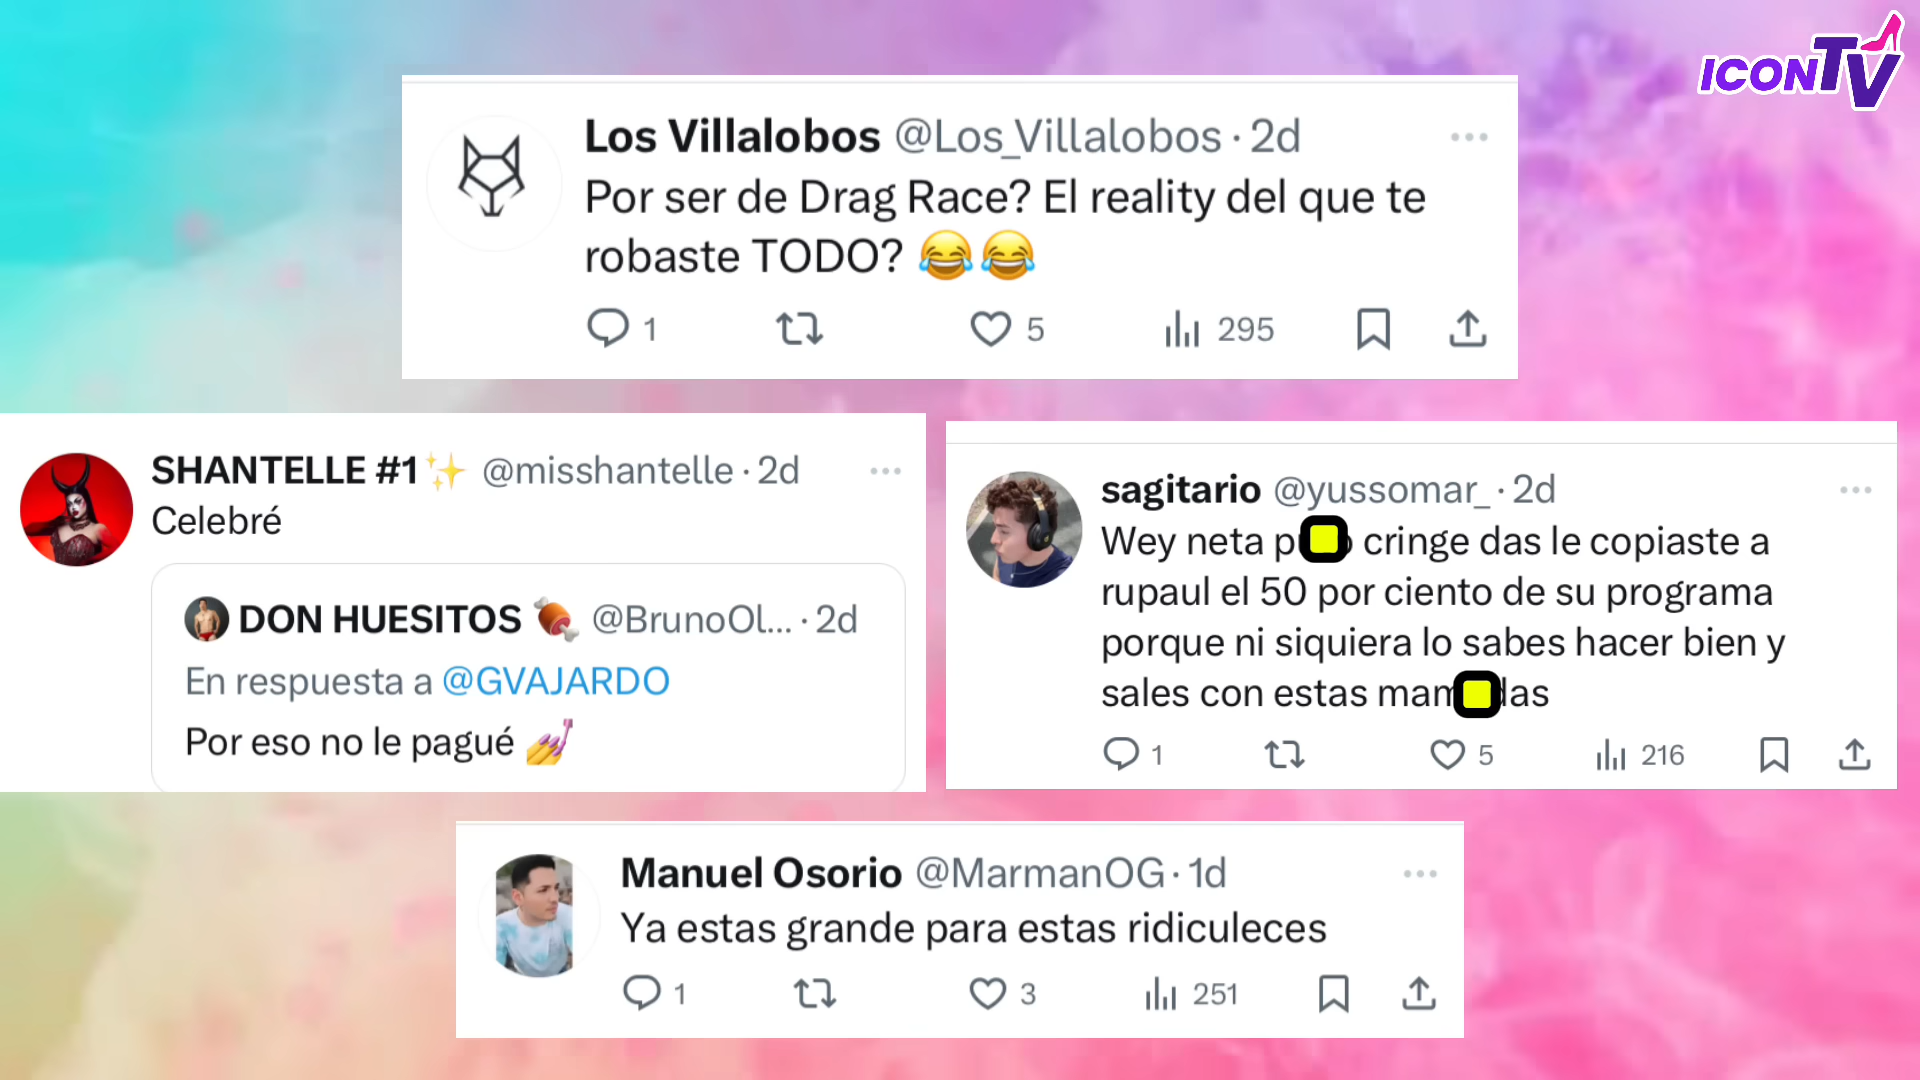 ICONTV
Los Villalobos @Los_Villalobos · 2d
Por ser de Drag Race? El reality del que te
robaste TODO? 😂😂
1 5 295
SHANTELLE #1✨ @misshantelle · 2d
Celebré
DON HUESITOS 🍖 @BrunoOl... · 2d
En respuesta a @GVAJARDO
Por eso no le pagué 💅
sagitario @yussomar_ · 2d
Wey neta cringe das le copiaste a
rupaul el 50 por ciento de su programa
porque ni siquiera lo sabes hacer bien y
sales con estas
1 5 216
Manuel Osorio @MarmanOG · 1d
Ya estas grande para estas ridiculeces
1 3 251